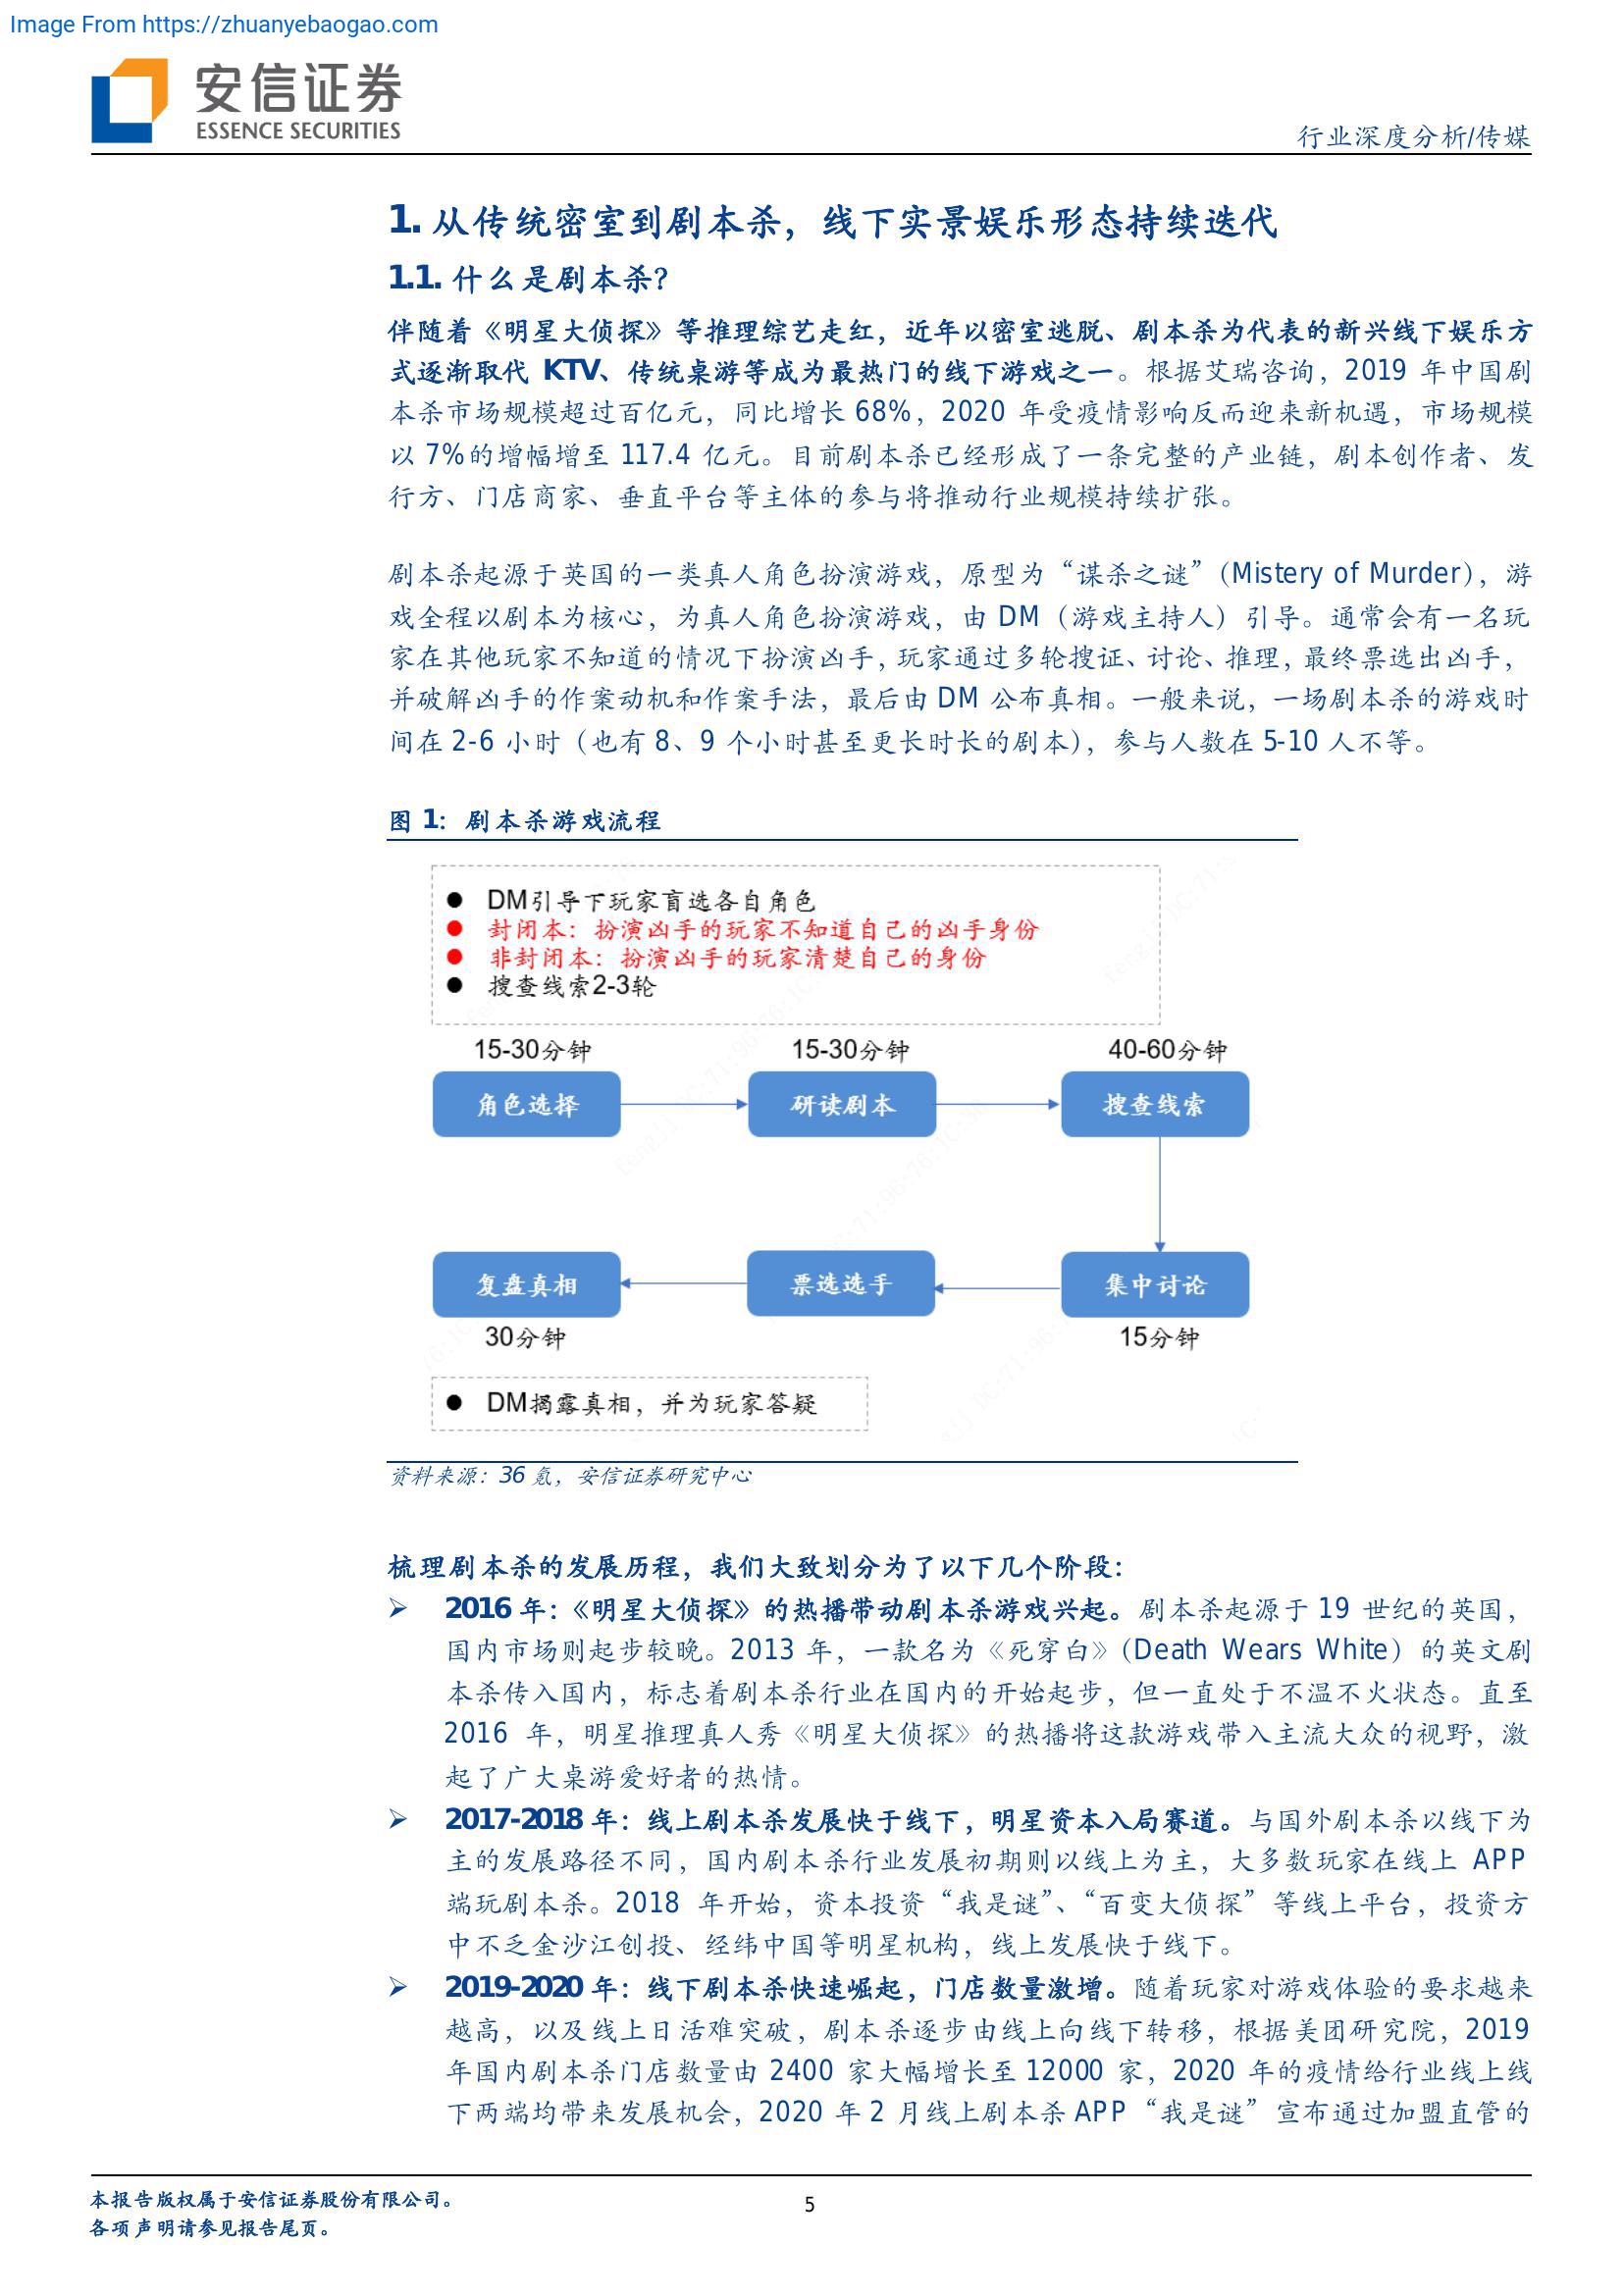 Image From https://zhuanyebaogao.com
安信证券
ESSENCE SECURITIES
行业深度分析/传媒
1. 从传统密室到剧本杀，线下实景娱乐形态持续迭代
1.1. 什么是剧本杀？
伴随着《明星大侦探》等推理综艺走红，近年以密室逃脱、剧本杀为代表的新兴线下娱乐方
式逐渐取代 KTV、传统桌游等成为最热门的线下游戏之一。根据艾瑞咨询，2019 年中国剧
本杀市场规模超过百亿元，同比增长 68%，2020 年受疫情影响反而迎来新机遇，市场规模
以 7%的增幅增至 117.4 亿元。目前剧本杀已经形成了一条完整的产业链，剧本创作者、发
行方、门店商家、垂直平台等主体的参与将推动行业规模持续扩张。
剧本杀起源于英国的一类真人角色扮演游戏，原型为“谋杀之谜”（Mistery of Murder），游
戏全程以剧本为核心，为真人角色扮演游戏，由 DM（游戏主持人）引导。通常会有一名玩
家在其他玩家不知道的情况下扮演凶手，玩家通过多轮搜证、讨论、推理，最终票选出凶手，
并破解凶手的作案动机和作案手法，最后由 DM 公布真相。一般来说，一场剧本杀的游戏时
间在 2-6 小时（也有 8、9 个小时甚至更长时长的剧本），参与人数在 5-10 人不等。
图 1：剧本杀游戏流程
● DM引导下玩家盲选各自角色
● 封闭本：扮演凶手的玩家不知道自己的凶手身份
● 非封闭本：扮演凶手的玩家清楚自己的身份
● 搜查线索2-3轮
15-30分钟 15-30分钟 40-60分钟
角色选择 研读剧本 搜查线索
复盘真相 票选选手 集中讨论
30分钟 15分钟
● DM揭露真相，并为玩家答疑
资料来源：36 氪，安信证券研究中心
梳理剧本杀的发展历程，我们大致划分为了以下几个阶段：
➢ 2016 年：《明星大侦探》的热播带动剧本杀游戏兴起。剧本杀起源于 19 世纪的英国，
国内市场则起步较晚。2013 年，一款名为《死穿白》（Death Wears White）的英文剧
本杀传入国内，标志着剧本杀行业在国内的开始起步，但一直处于不温不火状态。直至
2016 年，明星推理真人秀《明星大侦探》的热播将这款游戏带入主流大众的视野，激
起了广大桌游爱好者的热情。
➢ 2017-2018 年：线上剧本杀发展快于线下，明星资本入局赛道。与国外剧本杀以线下为
主的发展路径不同，国内剧本杀行业发展初期则以线上为主，大多数玩家在线上 APP
端玩剧本杀。2018 年开始，资本投资“我是谜”、“百变大侦探”等线上平台，投资方
中不乏金沙江创投、经纬中国等明星机构，线上发展快于线下。
➢ 2019-2020 年：线下剧本杀快速崛起，门店数量激增。随着玩家对游戏体验的要求越来
越高，以及线上日活难突破，剧本杀逐步由线上向线下转移，根据美团研究院，2019
年国内剧本杀门店数量由 2400 家大幅增长至 12000 家，2020 年的疫情给行业线上线
下两端均带来发展机会，2020 年 2 月线上剧本杀 APP“我是谜”宣布通过加盟直管的
本报告版权属于安信证券股份有限公司。
各项声明请参见报告尾页。
5